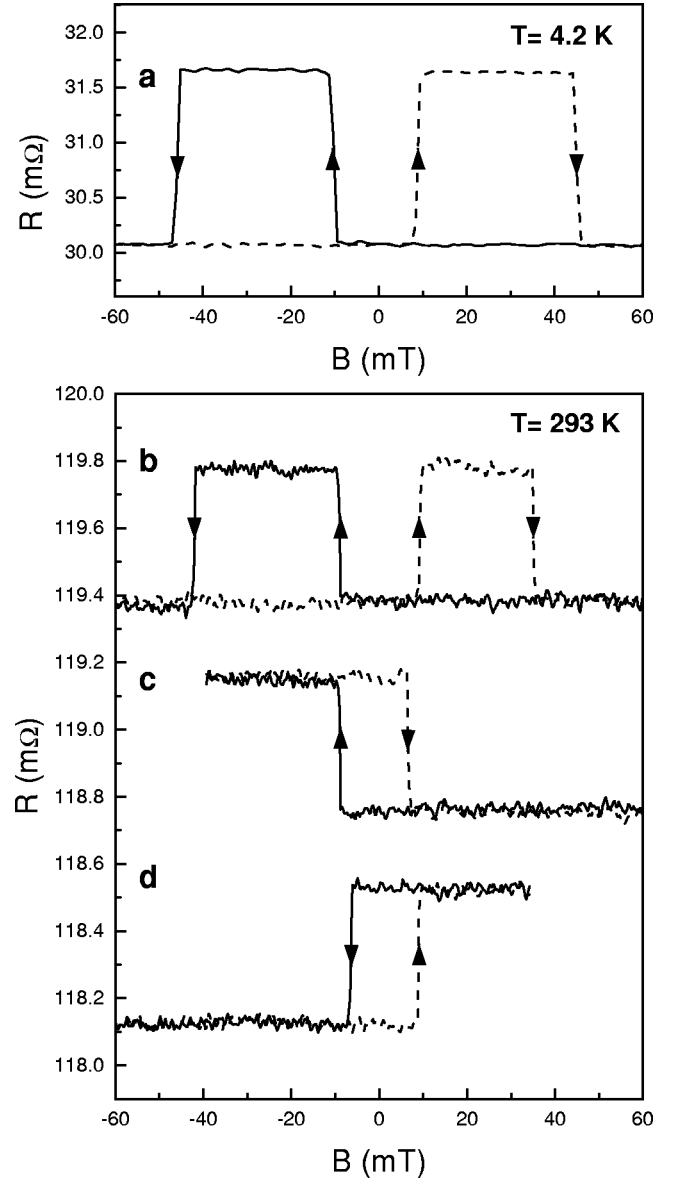 T= 4.2 K
a
32.0
31.5
31.0
30.5
30.0
R (mΩ)
-60 -40 -20 0 20 40 60
B (mT)
T= 293 K
b
c
d
120.0
119.8
119.6
119.4
119.2
119.0
118.8
118.6
118.4
118.2
118.0
R (mΩ)
-60 -40 -20 0 20 40 60
B (mT)